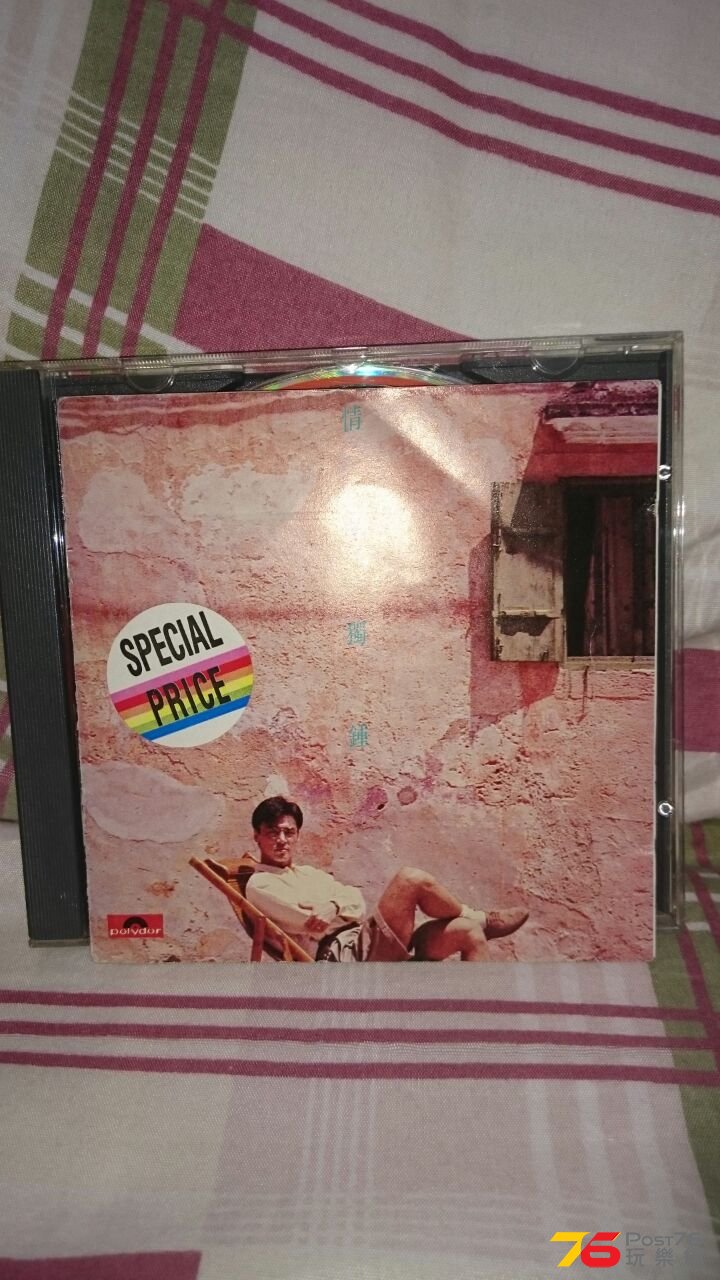 情
獨
鍾
SPECIAL
PRICE
polydor
76 POST76
玩樂